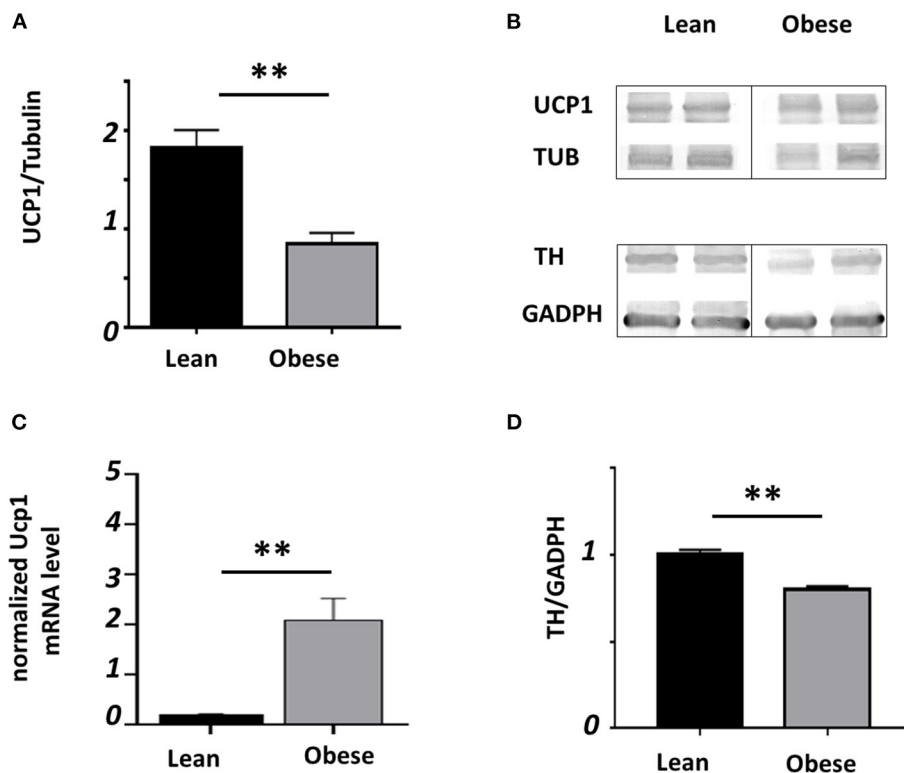 A
UCP1/Tubulin
**
2
1
0
Lean Obese
B
Lean Obese
UCP1
TUB
TH
GADPH
C
normalized Ucp1
mRNA level
5
4
3
2
1
0
**
Lean Obese
D
TH/GADPH
**
1
0
Lean Obese